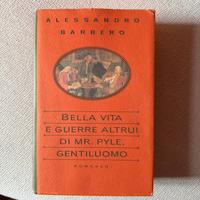 ALESSANDRO
BARBERO
BELLA VITA
E GUERRE ALTRUI
DI MR. PYLE,
GENTILUOMO
ROMANZO